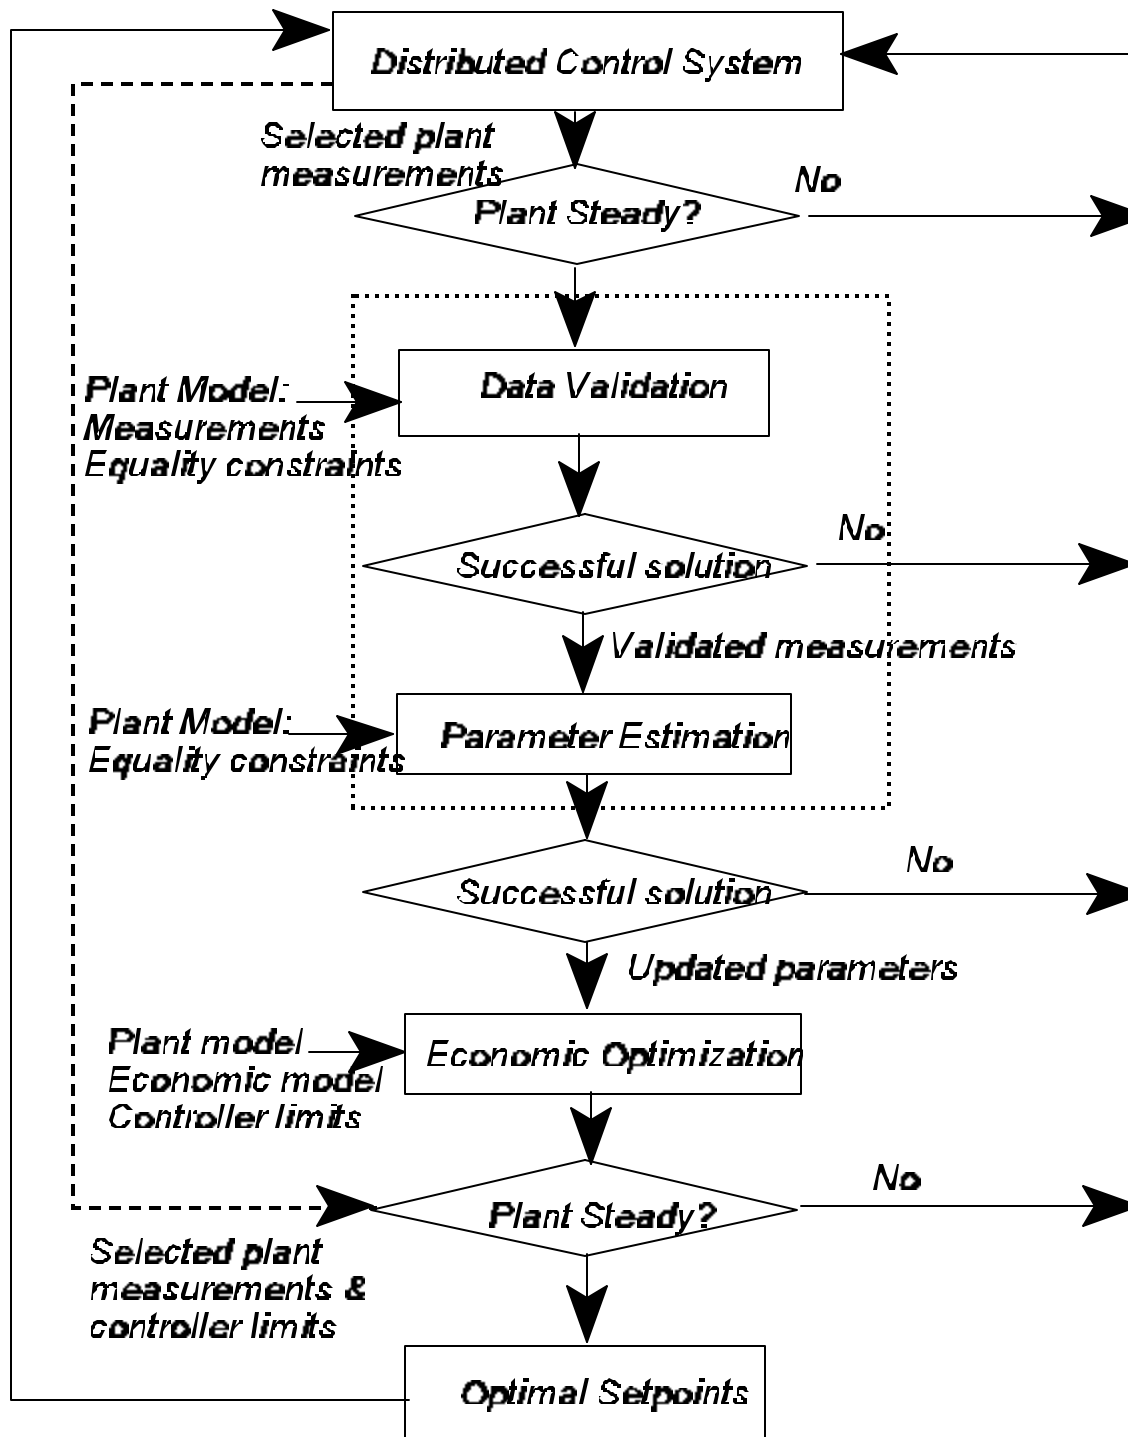 Distributed Control System
Selected plant
measurements
No
Plant Steady?
Data Validation
Plant Model:
Measurements
Equality constraints
No
Successful solution
Validated measurements
Plant Model:
Equality constraints
Parameter Estimation
No
Successful solution
Updated parameters
Plant model
Economic model
Controller limits
Economic Optimization
No
Plant Steady?
Selected plant
measurements &
controller limits
Optimal Setpoints